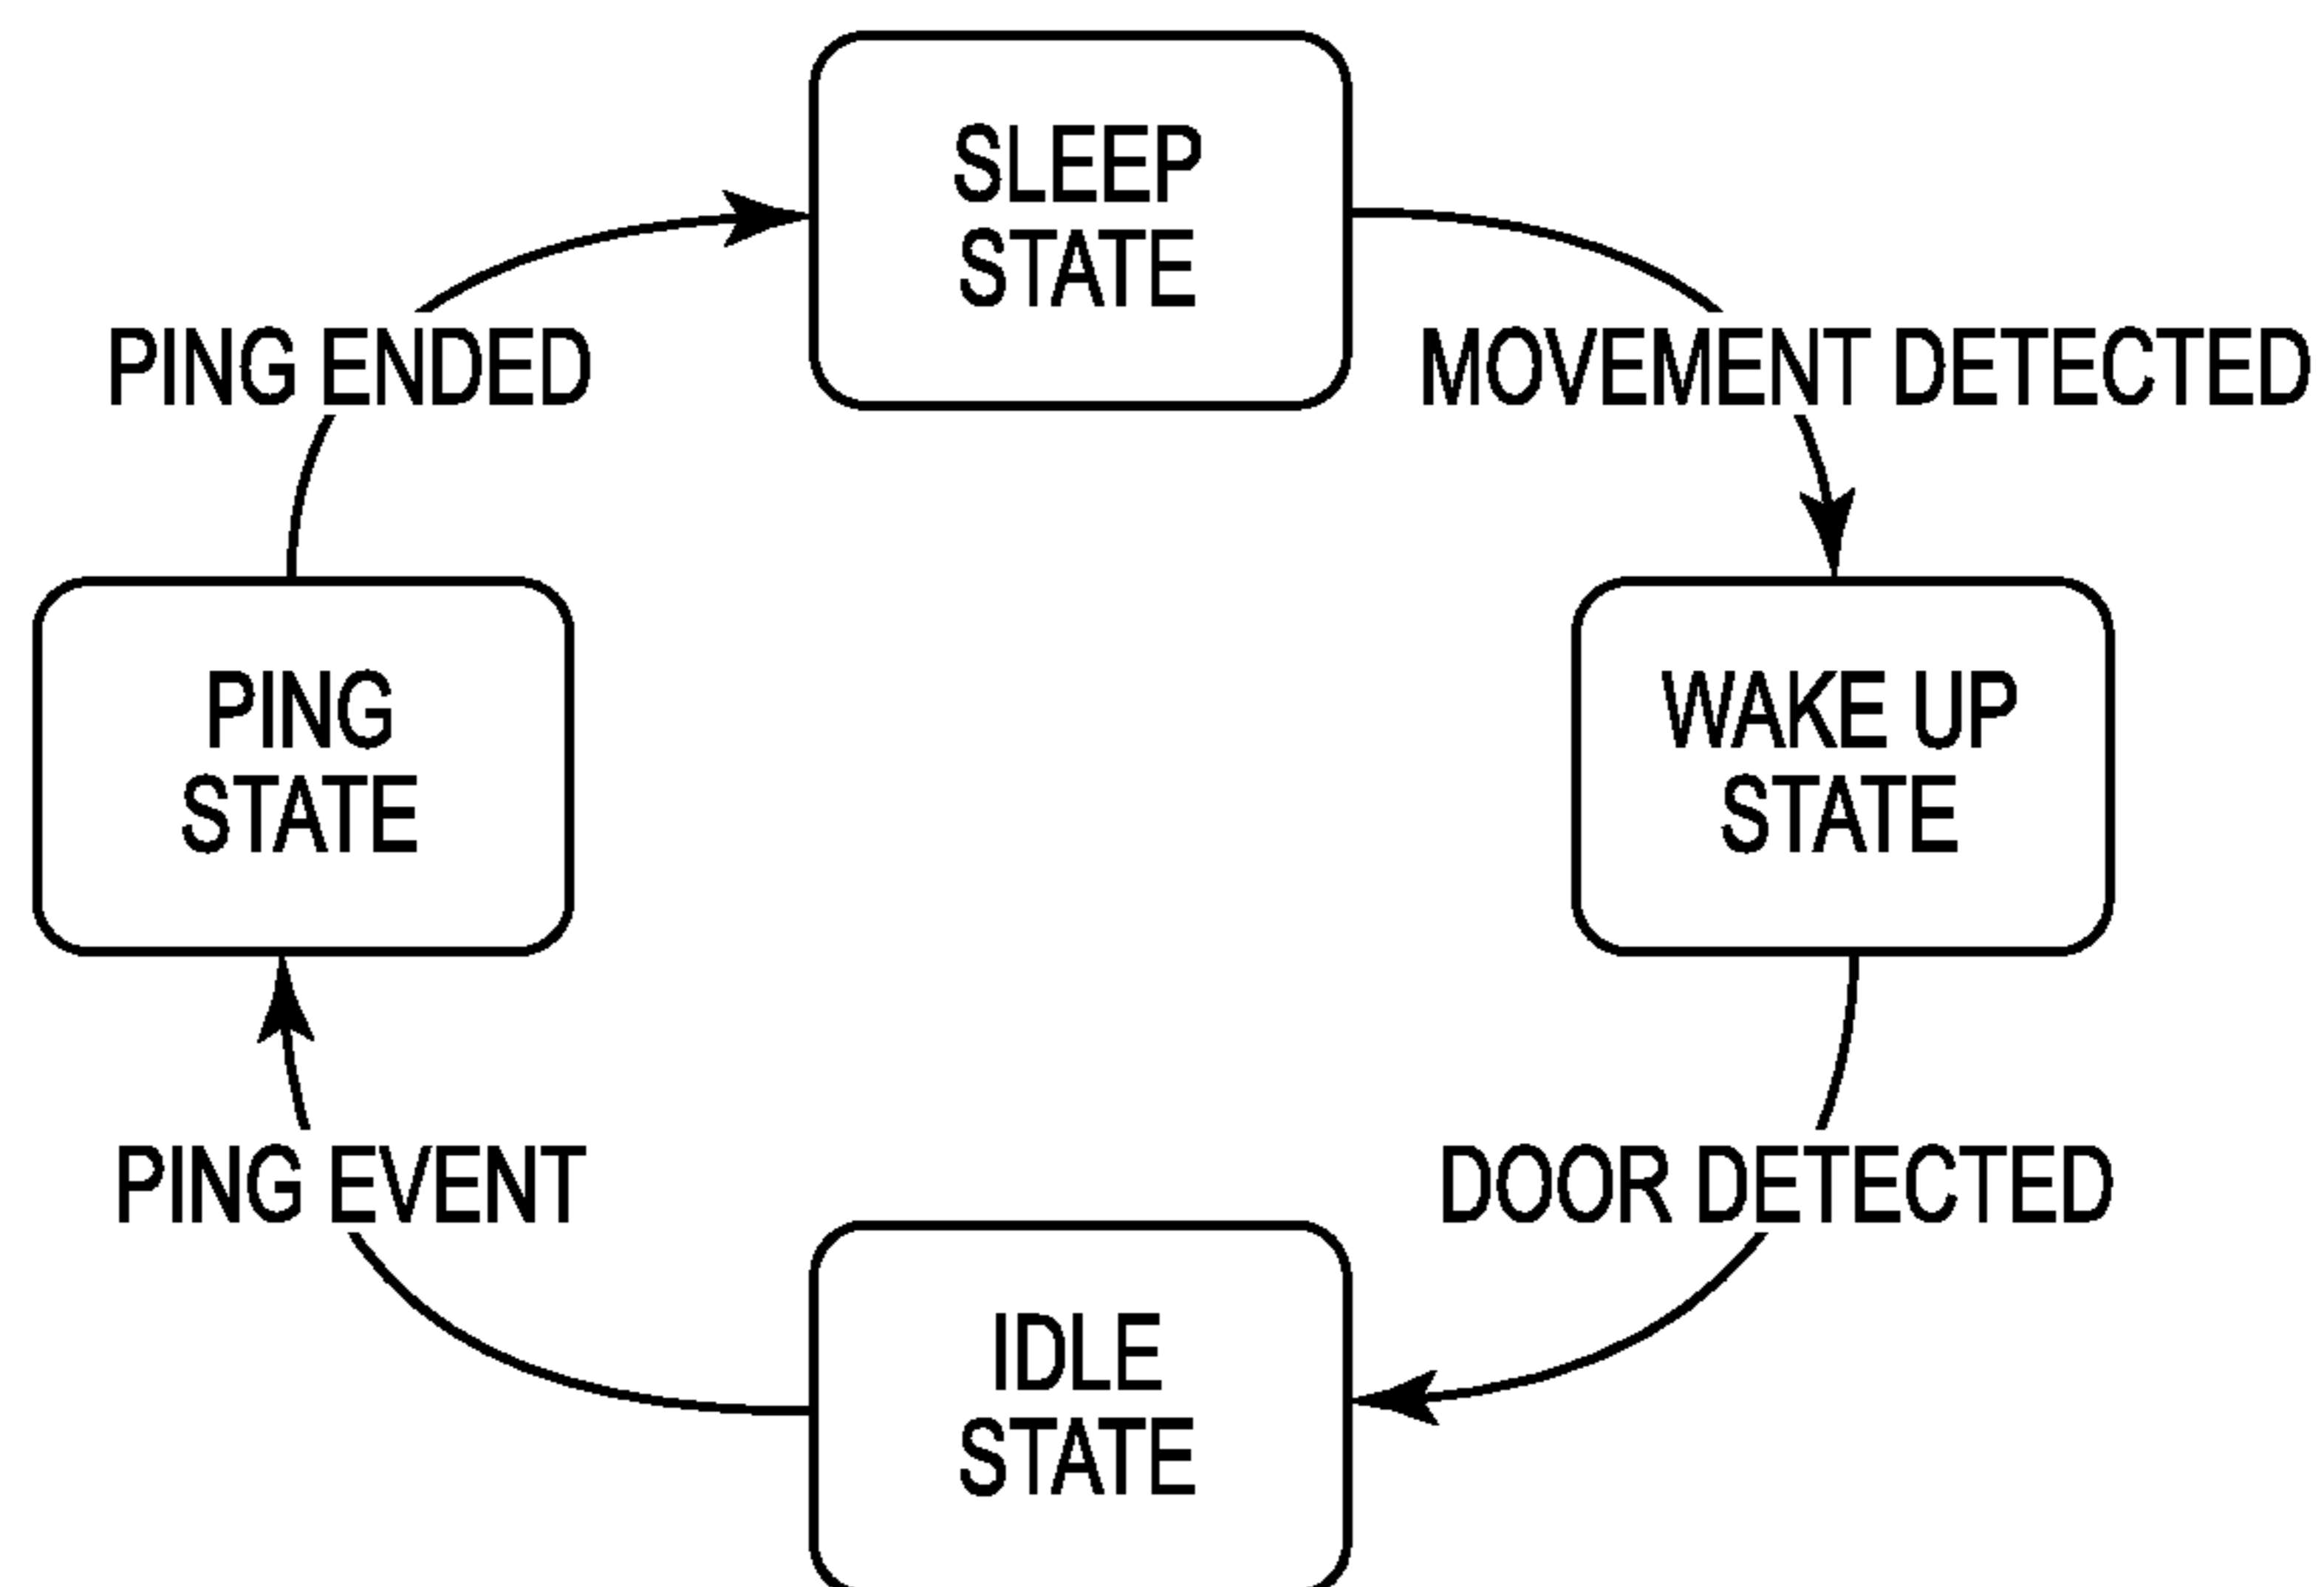 SLEEP
STATE
PING ENDED
MOVEMENT DETECTED
PING
STATE
WAKE UP
STATE
PING EVENT
DOOR DETECTED
IDLE
STATE